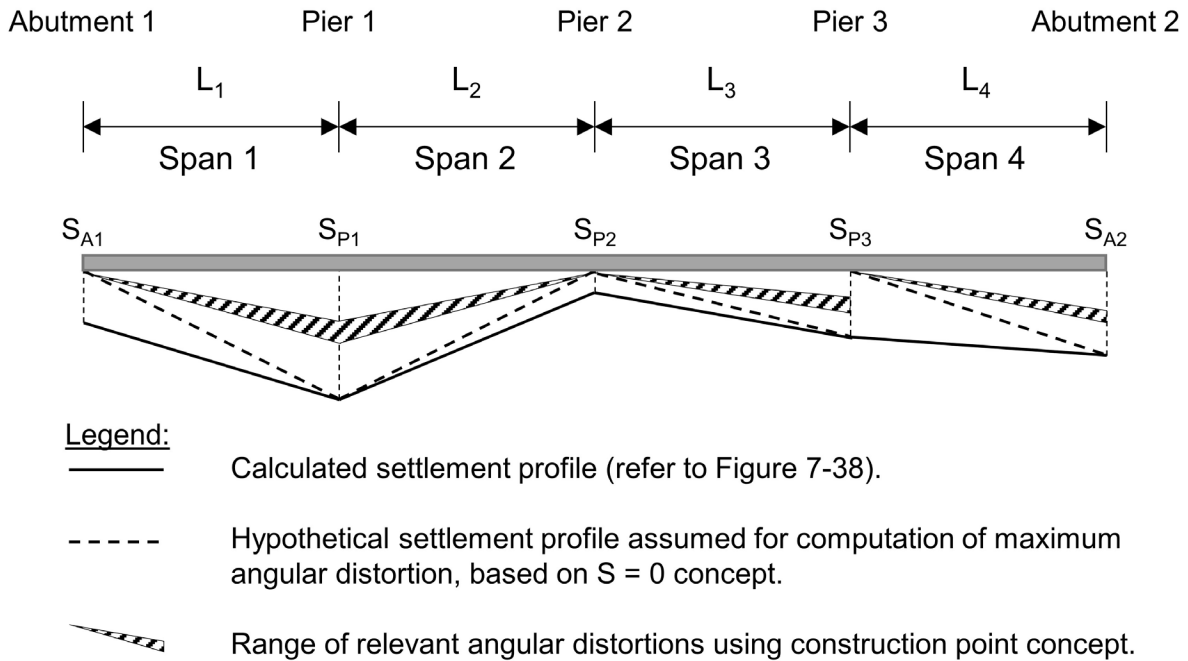 Abutment 1 Pier 1 Pier 2 Pier 3 Abutment 2
L1 L2 L3 L4
Span 1 Span 2 Span 3 Span 4
SA1 SP1 SP2 SP3 SA2
Legend:
Calculated settlement profile (refer to Figure 7-38).
Hypothetical settlement profile assumed for computation of maximum
angular distortion, based on S = 0 concept.
Range of relevant angular distortions using construction point concept.